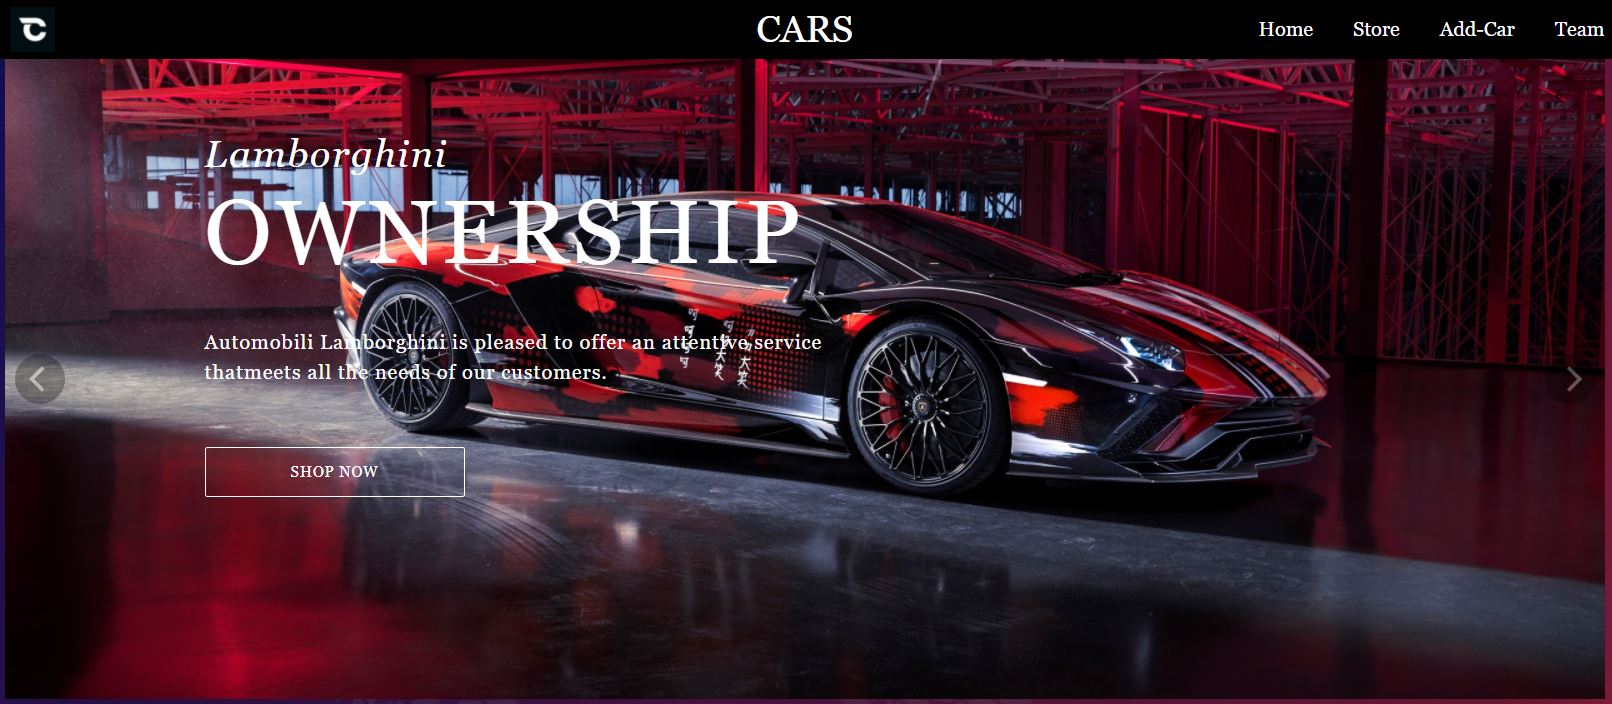 CARS
Home Store Add-Car Team
Lamborghini
OWNERSHIP
Automobili Lamborghini is pleased to offer an attentive service
thatmeets all the needs of our customers.
SHOP NOW